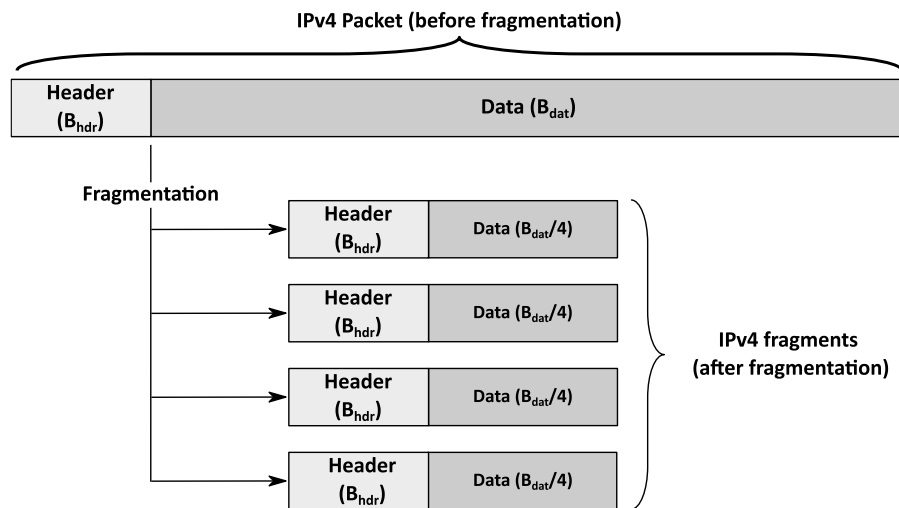 IPv4 Packet (before fragmentation)
Header
(Bhdr)
Data (Bdat)
Fragmentation
Header
(Bhdr)
Data (Bdat/4)
Header
(Bhdr)
Data (Bdat/4)
IPv4 fragments
(after fragmentation)
Header
(Bhdr)
Data (Bdat/4)
Header
(Bhdr)
Data (Bdat/4)